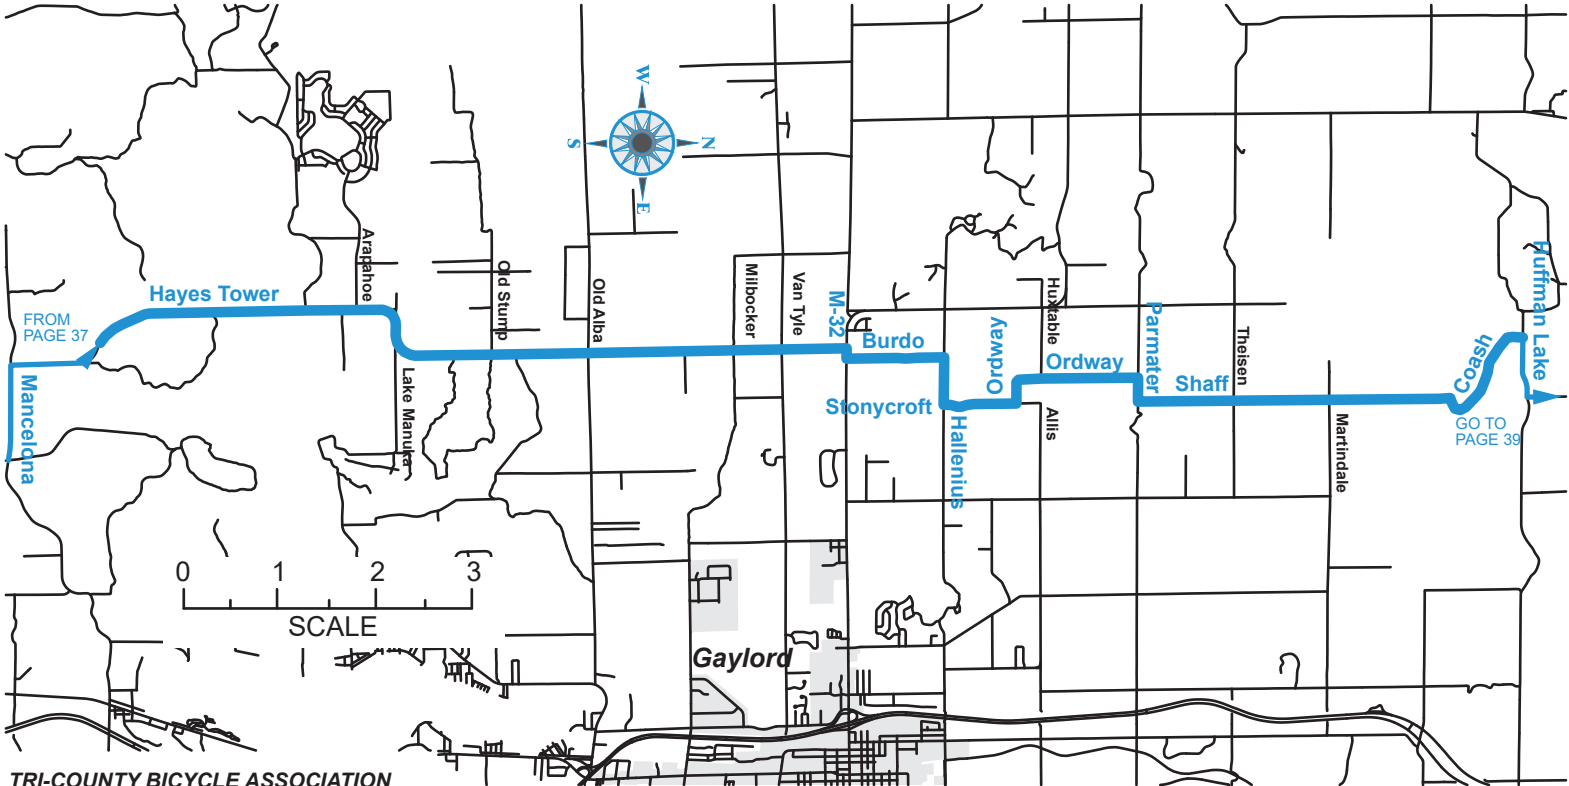 W
S
N
E
Hayes Tower
FROM
PAGE 37
Mancelona
Arapahoe
Lake Manuka
Old Stump
Old Alba
Milbocker
Van Tyle
M-32
Burdo
Stonycroft
Hallenius
Ordway
Huxtable
Ordway
Allis
Parmater
Shaff
Theisen
Martindale
Coash
Huffman Lake
GO TO
PAGE 39
0 1 2 3
SCALE
Gaylord
TRI-COUNTY BICYCLE ASSOCIATION